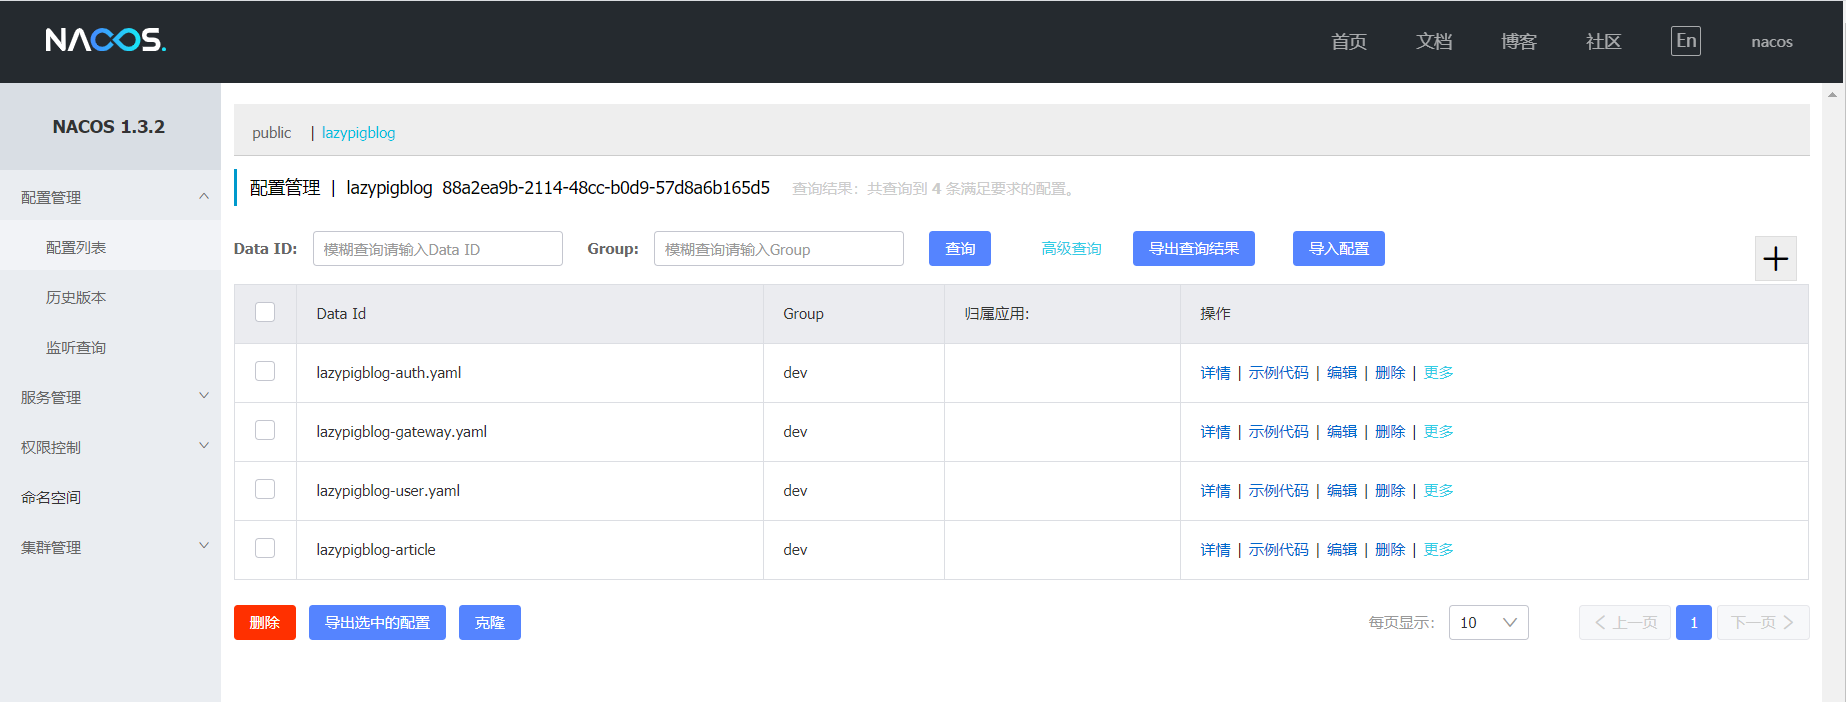 NACOS.
首页 文档 博客 社区 En nacos
NACOS 1.3.2
配置管理
配置列表
历史版本
监听查询
服务管理
权限控制
命名空间
集群管理
public | lazypigblog
配置管理 | lazypigblog 88a2ea9b-2114-48cc-b0d9-57d8a6b165d5 查询结果：共查询到 4 条满足要求的配置。
Data ID: 模糊查询请输入Data ID Group: 模糊查询请输入Group 查询 高级查询 导出查询结果 导入配置
Data Id Group 归属应用: 操作
lazypigblog-auth.yaml dev 详情 | 示例代码 | 编辑 | 删除 | 更多
lazypigblog-gateway.yaml dev 详情 | 示例代码 | 编辑 | 删除 | 更多
lazypigblog-user.yaml dev 详情 | 示例代码 | 编辑 | 删除 | 更多
lazypigblog-article dev 详情 | 示例代码 | 编辑 | 删除 | 更多
删除 导出选中的配置 克隆 每页显示： 10 上一页 1 下一页